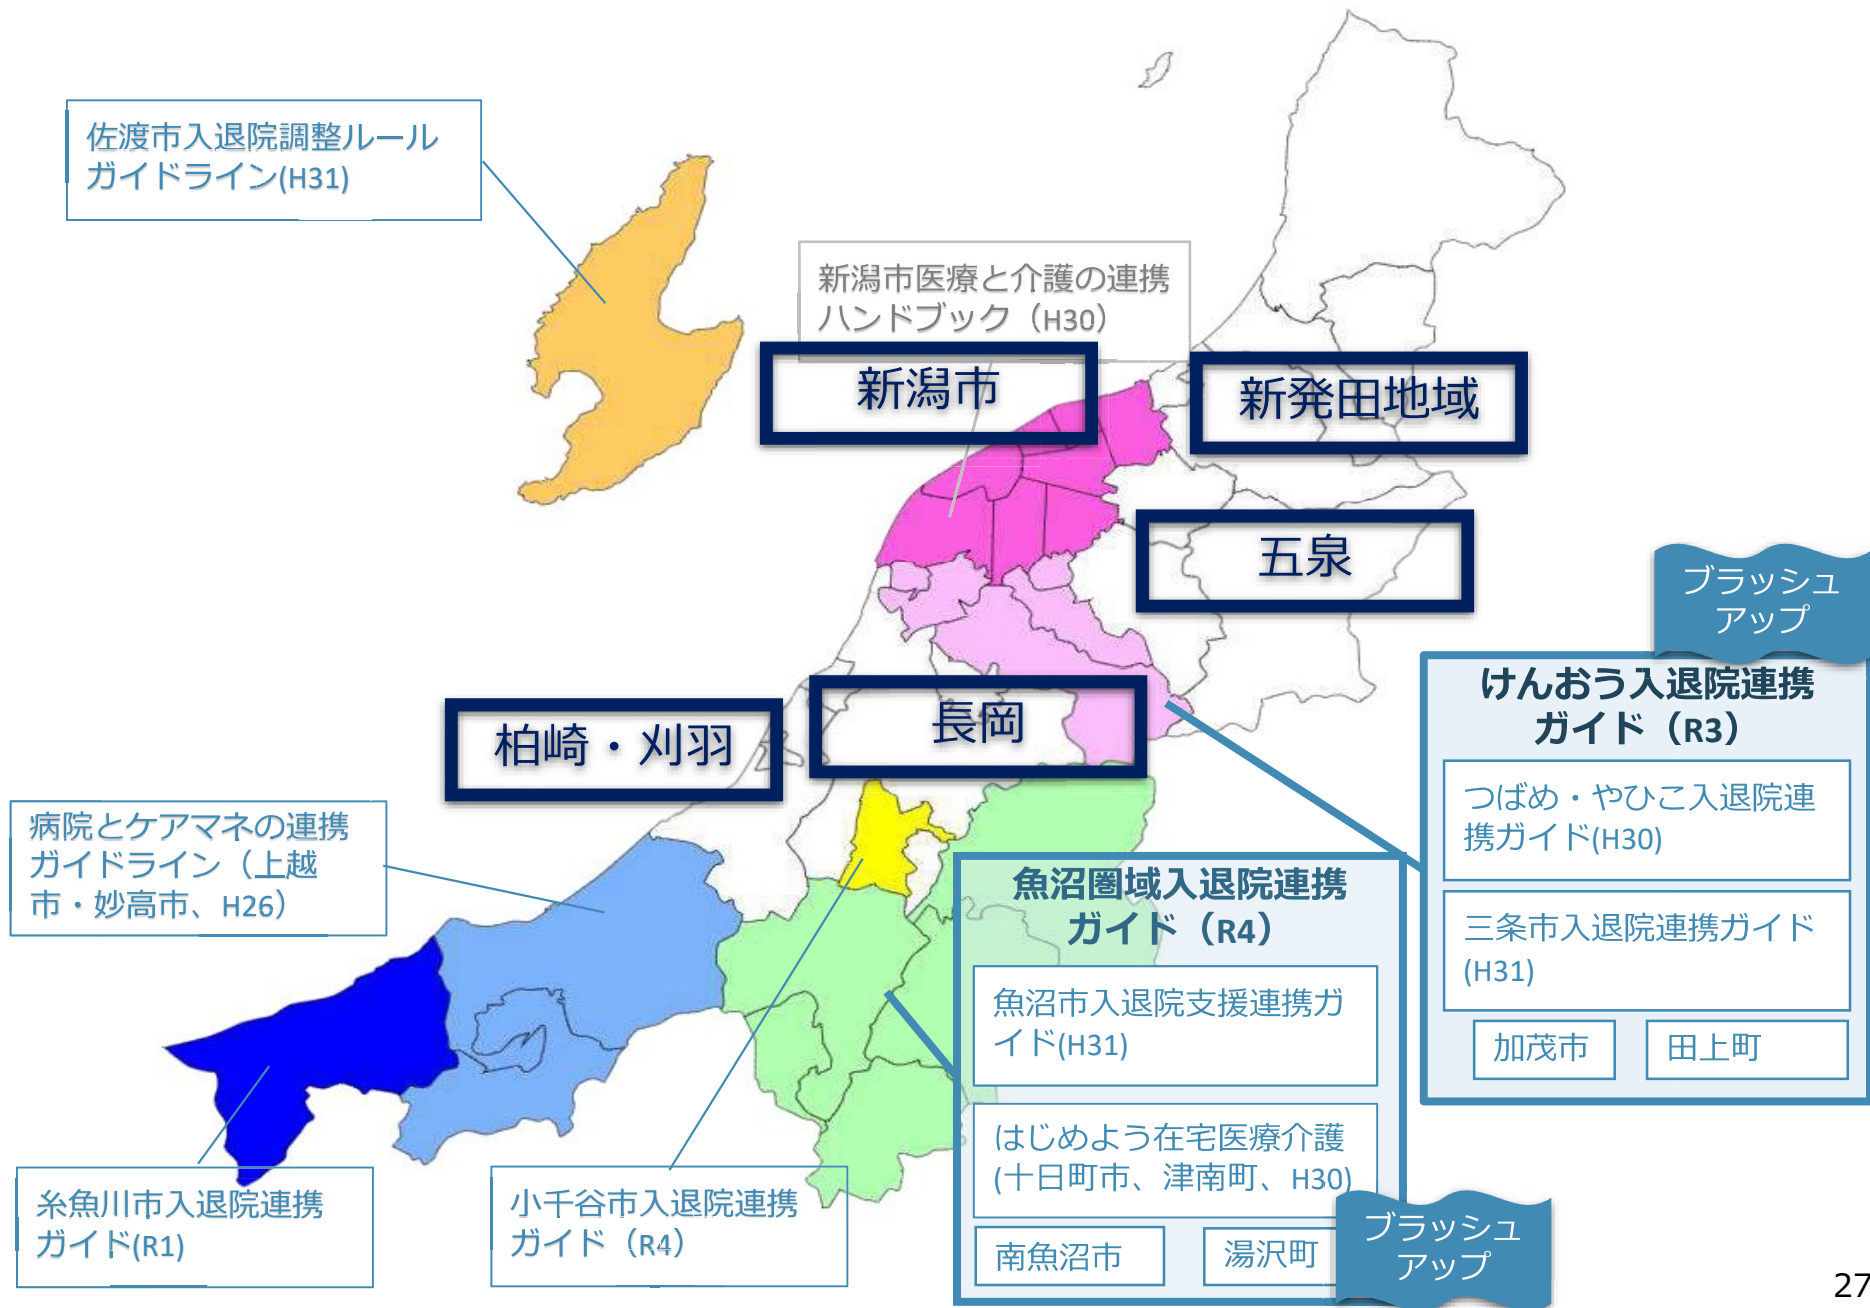 佐渡市入退院調整ルール
ガイドライン(H31)
新潟市医療と介護の連携
ハンドブック（H30）
新潟市
新発田地域
五泉
ブラッシュ
アップ
けんおう入退院連携
ガイド（R3）
つばめ・やひこ入退院連
携ガイド(H30)
三条市入退院連携ガイド
(H31)
加茂市
田上町
柏崎・刈羽
長岡
病院とケアマネの連携
ガイドライン（上越
市・妙高市、H26）
魚沼圏域入退院連携
ガイド（R4）
魚沼市入退院支援連携ガ
イド(H31)
はじめよう在宅医療介護
(十日町市、津南町、H30)
南魚沼市
湯沢町
ブラッシュ
アップ
糸魚川市入退院連携
ガイド(R1)
小千谷市入退院連携
ガイド（R4）
27